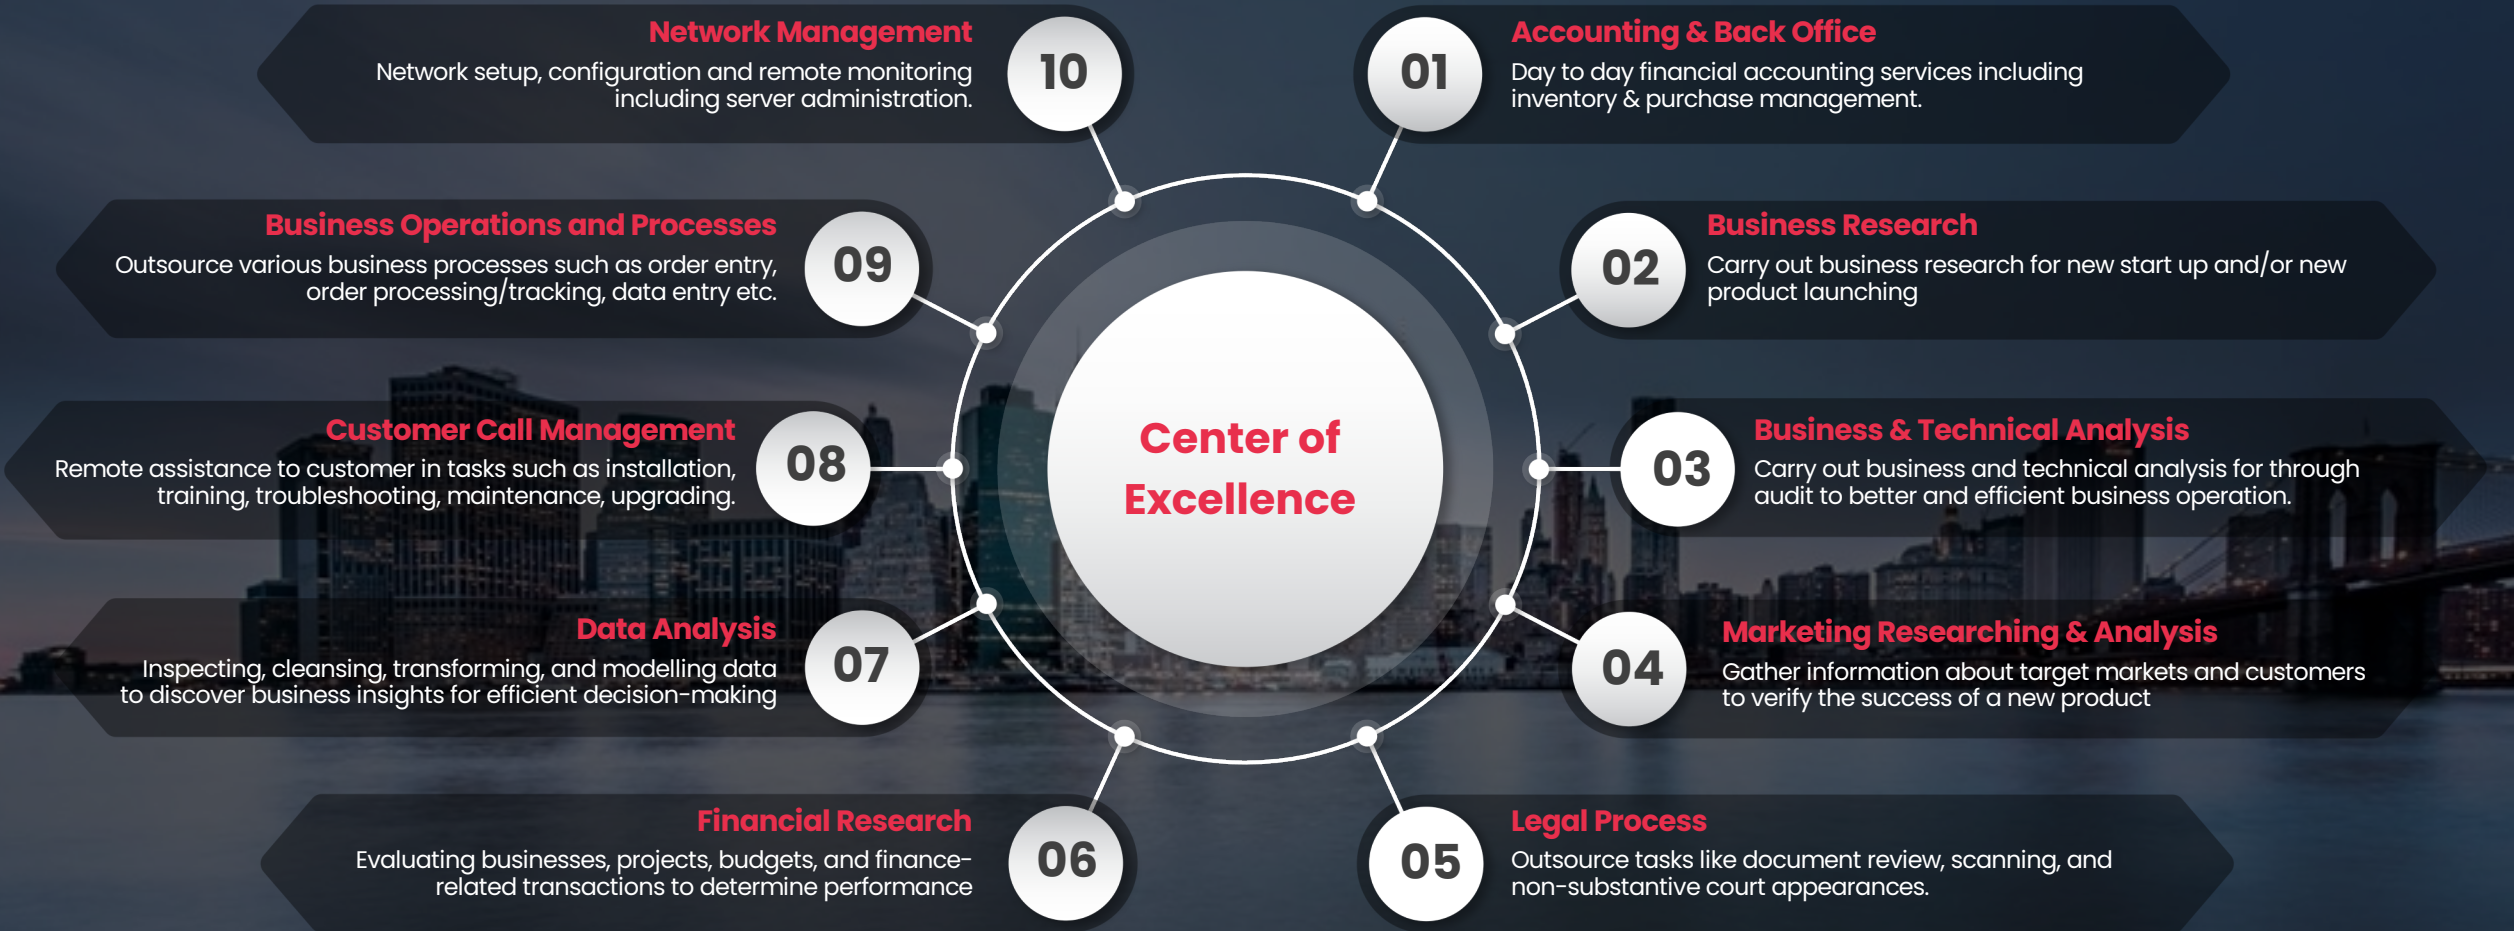 Network Management
Network setup, configuration and remote monitoring
including server administration.
10
01
Accounting & Back Office
Day to day financial accounting services including
inventory & purchase management.
Business Operations and Processes
Outsource various business processes such as order entry,
order processing/tracking, data entry etc.
09
02
Business Research
Carry out business research for new start up and/or new
product launching
Customer Call Management
Remote assistance to customer in tasks such as installation,
training, troubleshooting, maintenance, upgrading.
08
Center of
Excellence
03
Business & Technical Analysis
Carry out business and technical analysis for through
audit to better and efficient business operation.
Data Analysis
Inspecting, cleansing, transforming, and modelling data
to discover business insights for efficient decision-making
07
04
Marketing Researching & Analysis
Gather information about target markets and customers
to verify the success of a new product
Financial Research
Evaluating businesses, projects, budgets, and finance-
related transactions to determine performance
06
05
Legal Process
Outsource tasks like document review, scanning, and
non-substantive court appearances.